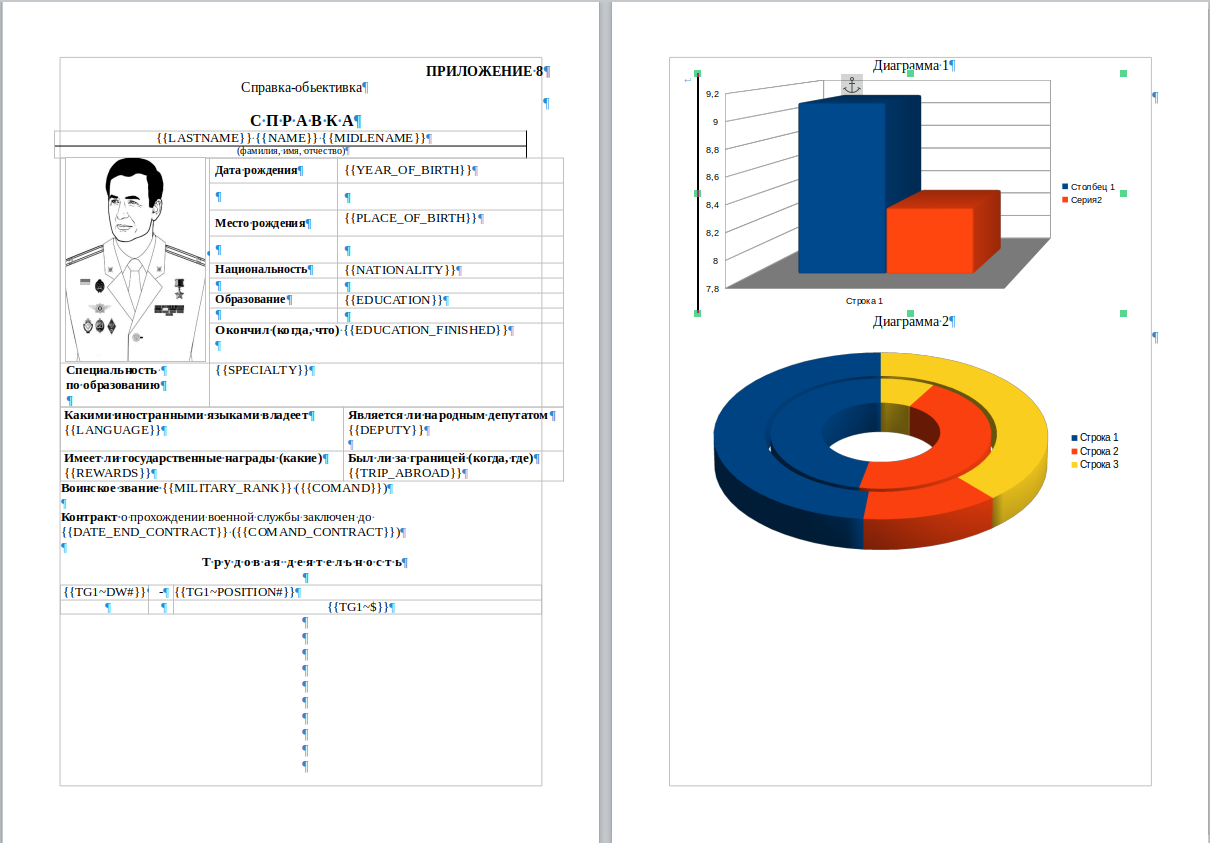 ПРИЛОЖЕНИЕ 8
Справка-объективка
С П Р А В К А
{{LASTNAME}} {{NAME}} {{MIDLENAME}}
(фамилия, имя, отчество)
Дата рождения {{YEAR_OF_BIRTH}}
Место рождения {{PLACE_OF_BIRTH}}
Национальность {{NATIONALITY}}
Образование {{EDUCATION}}
Окончил (когда, что) {{EDUCATION_FINISHED}}
Специальность {{SPECIALTY}}
по образованию
Какими иностранными языками владеет Является ли народным депутатом
{{LANGUAGE}} {{DEPUTY}}
Имеет ли государственные награды (какие) Был ли за границей (когда, где)
{{REWARDS}} {{TRIP_ABROAD}}
Воинское звание {{MILITARY_RANK}} ({{COMAND}})
Контракт о прохождении военной службы заключен до
{{DATE_END_CONTRACT}} ({{COMAND_CONTRACT}})
Т р у д о в а я д е я т е л ь н о с т ь
{{TG1~DW#}} - {{TG1~POSITION#}}
{{TG1~$}}
Диаграмма 1
9,2
9
8,8
8,6
8,4
8,2
8
7,8
Строка 1
Столбец 1
Серия2
Диаграмма 2
Строка 1
Строка 2
Строка 3